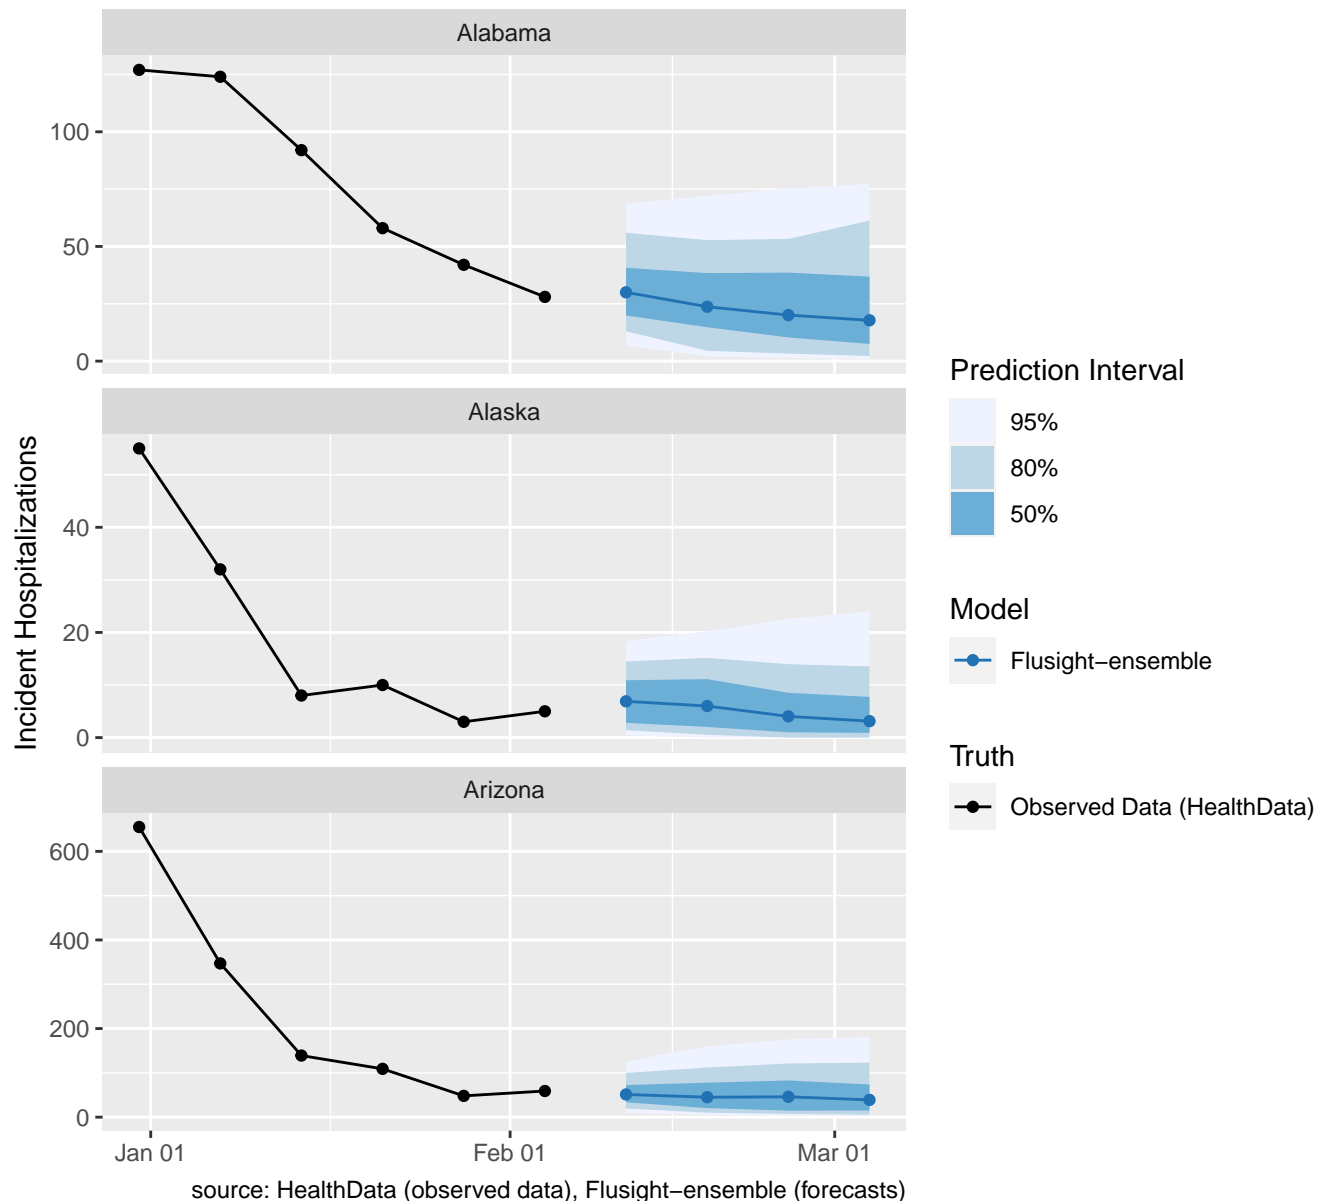 Alabama
100
50
0
Alaska
40
20
0
Arizona
600
400
200
0
Jan 01
Feb 01
Mar 01
Incident Hospitalizations
source: HealthData (observed data), Flusight−ensemble (forecasts)
Prediction Interval
95%
80%
50%
Model
Flusight−ensemble
Truth
Observed Data (HealthData)